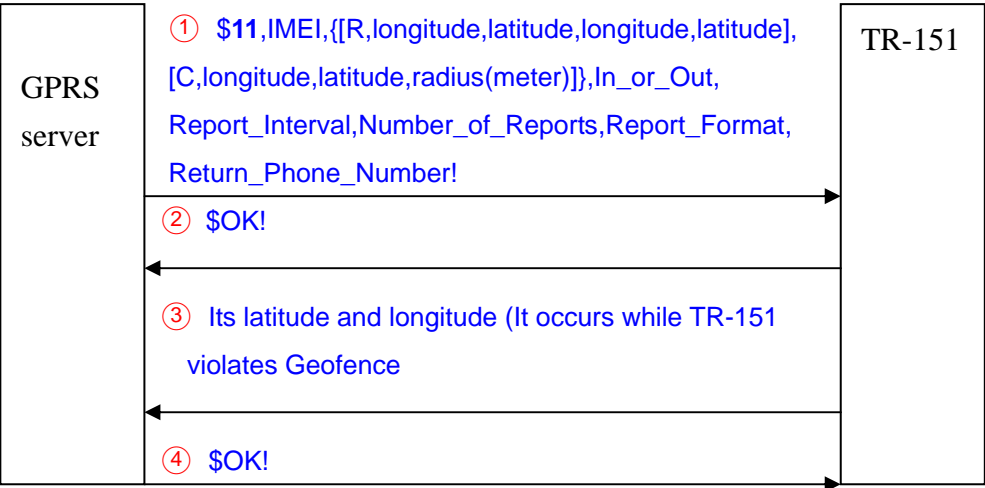 GPRS
server
① $11,IMEI,{[R,longitude,latitude,longitude,latitude],
[C,longitude,latitude,radius(meter)]},In_or_Out,
Report_Interval,Number_of_Reports,Report_Format,
Return_Phone_Number!
② $OK!
③ Its latitude and longitude (It occurs while TR-151
violates Geofence
④ $OK!
TR-151